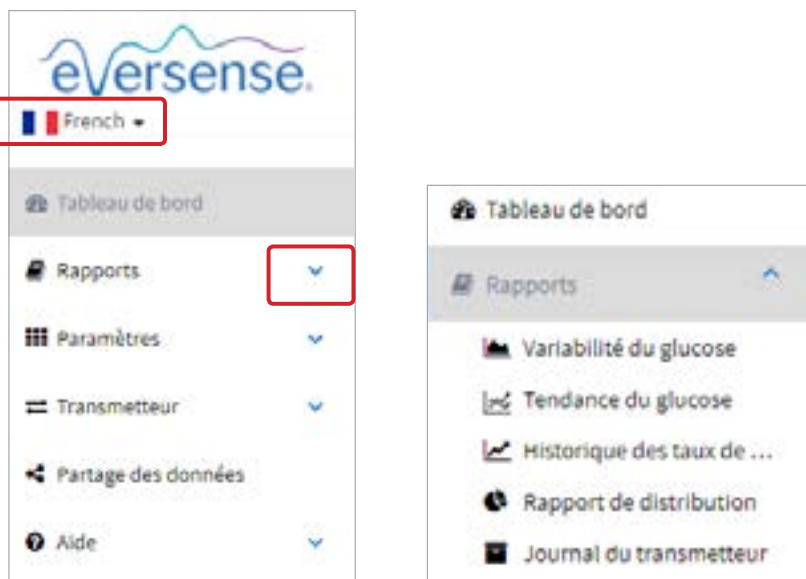 eversense.
French
Tableau de bord
Rapports
Paramètres
Transmetteur
Partage des données
Aide
Tableau de bord
Rapports
Variabilité du glucose
Tendance du glucose
Historique des taux de ...
Rapport de distribution
Journal du transmetteur